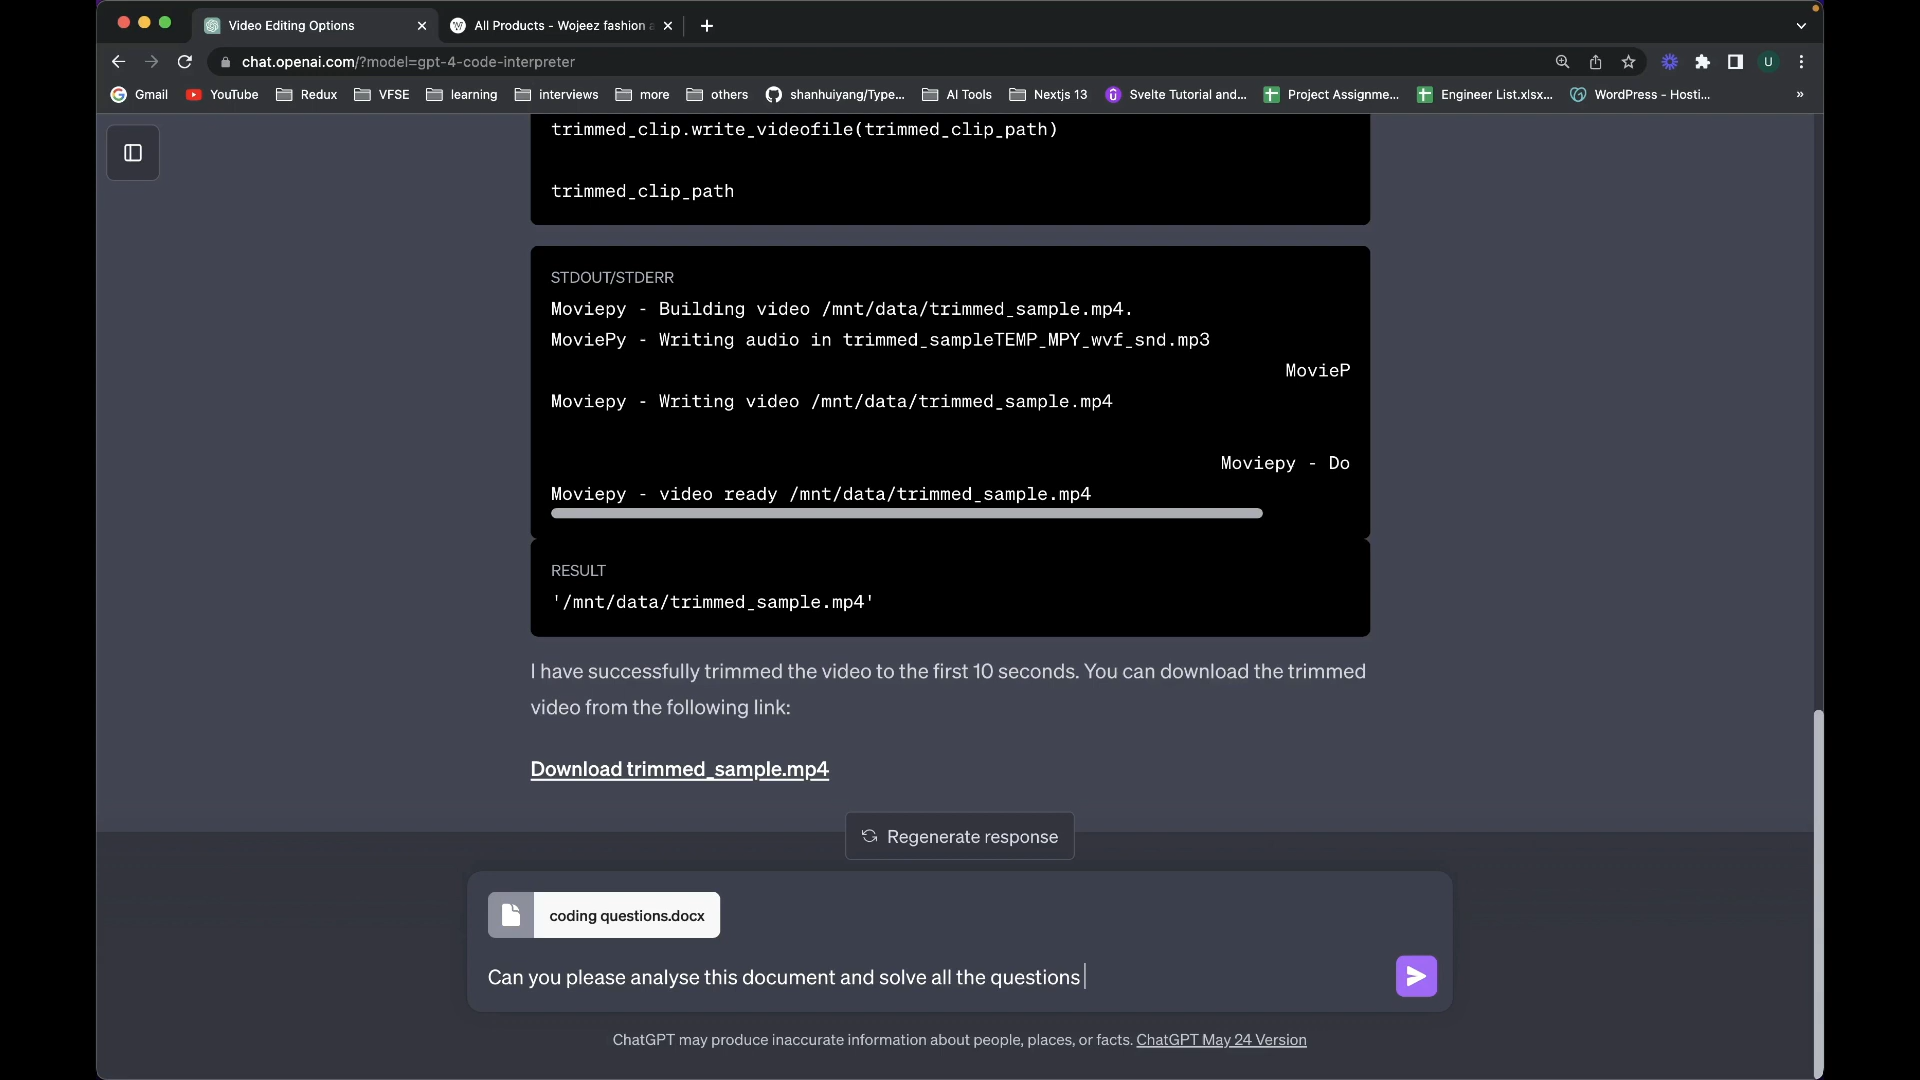 Video Editing Options
All Products - Wojeez fashion a
chat.openai.com/?model=gpt-4-code-interpreter
U
Gmail
YouTube
Redux
VFSE
learning
interviews
more
others
shanhuiyang/Type...
AI Tools
Nextjs 13
Svelte Tutorial and...
Project Assignme...
Engineer List.xlsx...
WordPress - Hosti...
»
trimmed_clip.write_videofile(trimmed_clip_path)
trimmed_clip_path
STDOUT/STDERR
Moviepy - Building video /mnt/data/trimmed_sample.mp4.
MoviePy - Writing audio in trimmed_sampleTEMP_MPY_wvf_snd.mp3
MovieP
Moviepy - Writing video /mnt/data/trimmed_sample.mp4
Moviepy - Do
Moviepy - video ready /mnt/data/trimmed_sample.mp4
RESULT
'/mnt/data/trimmed_sample.mp4'
I have successfully trimmed the video to the first 10 seconds. You can download the trimmed
video from the following link:
Download trimmed_sample.mp4
Regenerate response
coding questions.docx
Can you please analyse this document and solve all the questions
ChatGPT may produce inaccurate information about people, places, or facts. ChatGPT May 24 Version